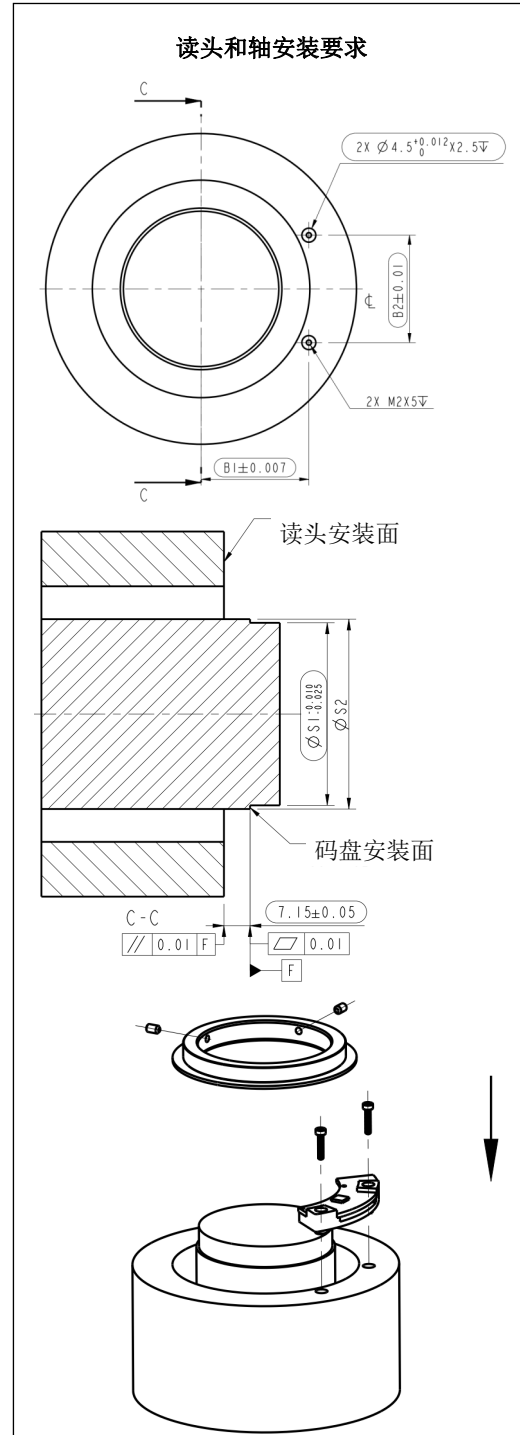 读头和轴安装要求
C
2X Ø4.5+0.012 0 X2.5↧
B2±0.01
℄
2X M2X5↧
B1±0.007
C
读头安装面
ØS1-0.010 -0.025
ØS2
码盘安装面
C-C
7.15±0.05
// 0.01 F
⏥ 0.01
F